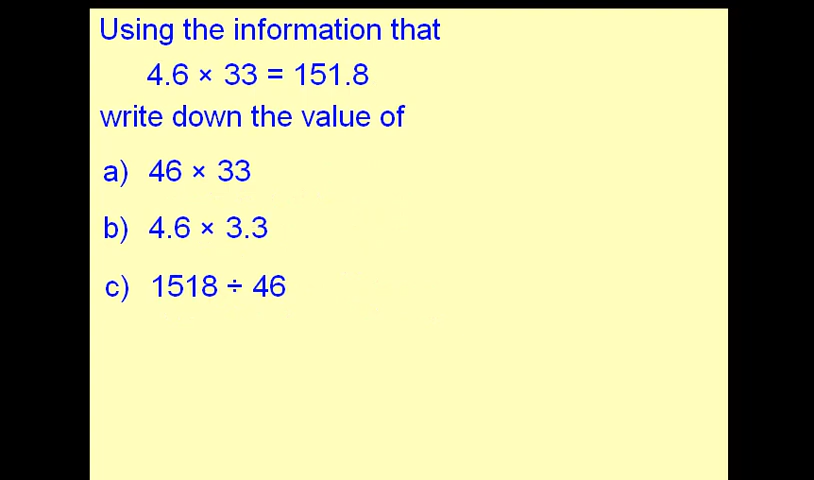 Using the information that
4.6 × 33 = 151.8
write down the value of
a) 46 × 33
b) 4.6 × 3.3
c) 1518 ÷ 46